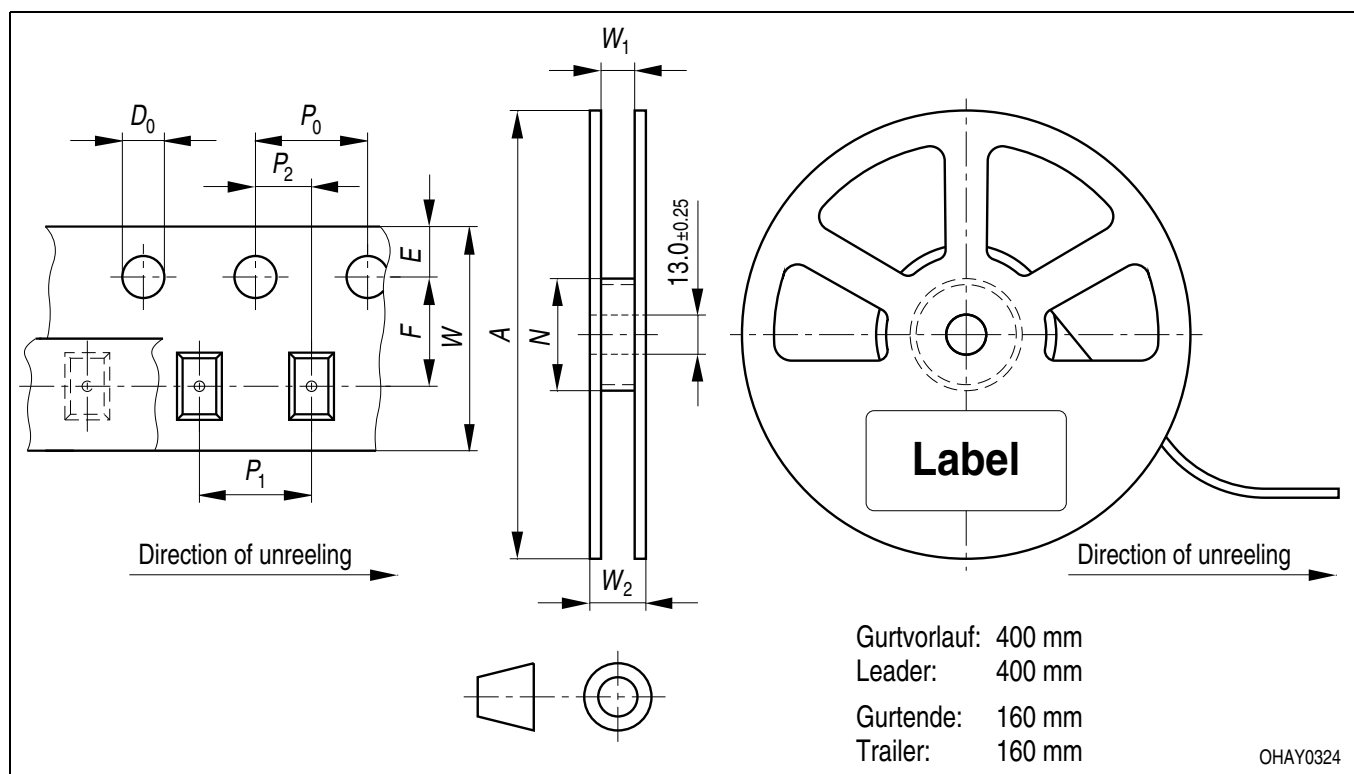 W1
D0
P0
P2
E
F
W
A
N
13.0±0.25
P1
Label
Direction of unreeling
W2
Direction of unreeling
Gurtvorlauf: 400 mm
Leader: 400 mm
Gurtende: 160 mm
Trailer: 160 mm
OHAY0324